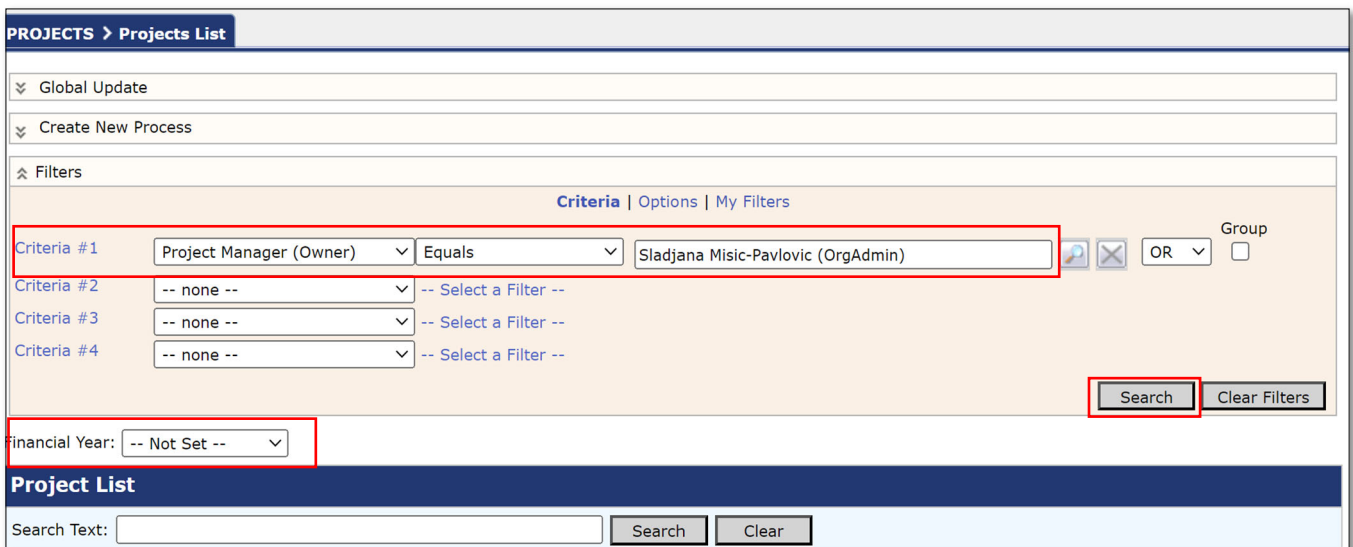 PROJECTS > Projects List
Global Update
Create New Process
Filters
Criteria | Options | My Filters
Group
Criteria #1 Project Manager (Owner) Equals Sladjana Misic-Pavlovic (OrgAdmin) OR
Criteria #2 -- none -- -- Select a Filter --
Criteria #3 -- none -- -- Select a Filter --
Criteria #4 -- none -- -- Select a Filter --
Search Clear Filters
Financial Year: -- Not Set --
Project List
Search Text: Search Clear